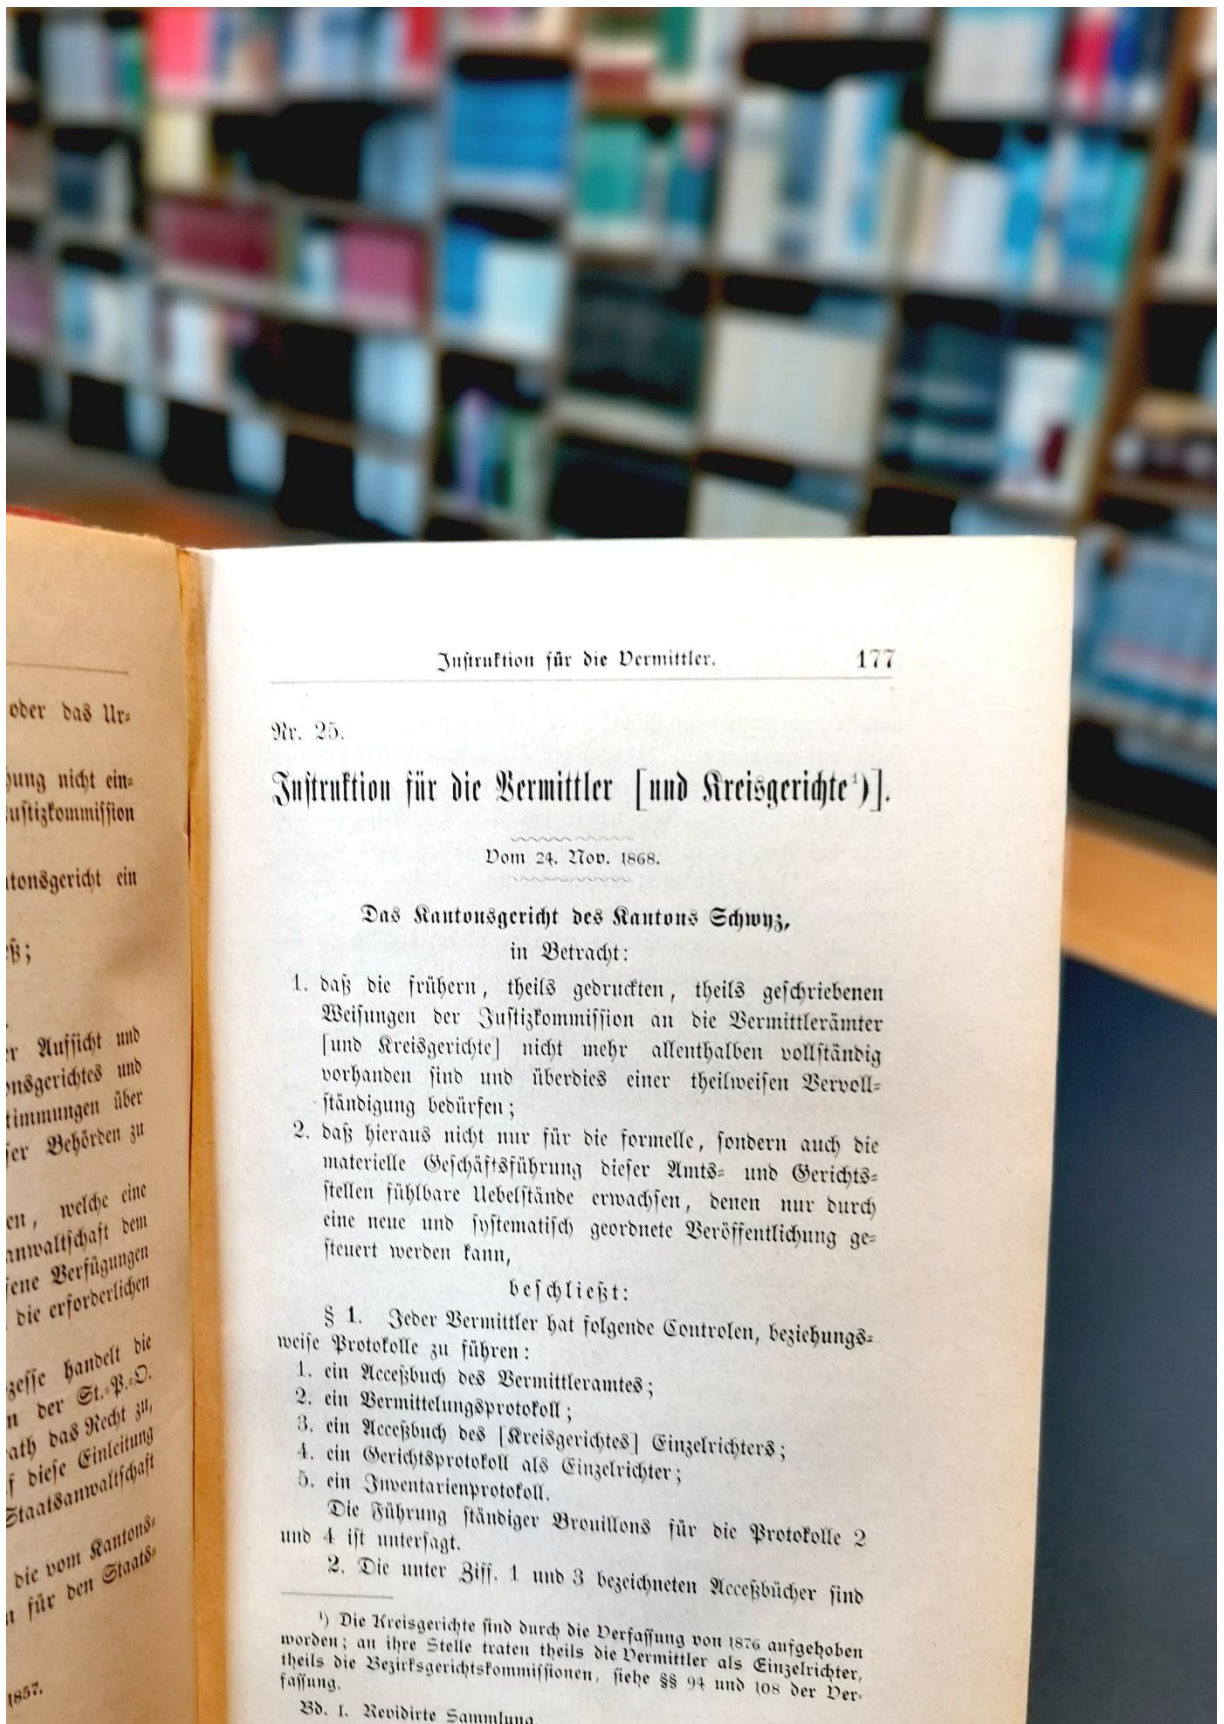 oder das Ur-
hung nicht ein-
ustizkommission
ntonsgericht ein
eß;
r Aufsicht und
onsgerichtes und
timmungen über
ser Behörden zu
en, welche eine
anwaltschaft dem
fene Verfügungen
die erforderlichen
zesse handelt die
n der St.-P.-O.
ath das Recht zu,
f diese Einleitung
Staatsanwaltschaft
die vom Kantons-
n für den Staats-
1857.
Instruktion für die Vermittler. 177
Nr. 25.
Instruktion für die Vermittler [und Kreisgerichte¹)].
Vom 24. Nov. 1868.
Das Kantonsgericht des Kantons Schwyz,
in Betracht:
1. daß die frühern, theils gedruckten, theils geschriebenen
Weisungen der Justizkommission an die Vermittlerämter
[und Kreisgerichte] nicht mehr allenthalben vollständig
vorhanden sind und überdies einer theilweisen Vervoll-
ständigung bedürfen;
2. daß hieraus nicht nur für die formelle, sondern auch die
materielle Geschäftsführung dieser Amts- und Gerichts-
stellen fühlbare Uebelstände erwachsen, denen nur durch
eine neue und systematisch geordnete Veröffentlichung ge-
steuert werden kann,
beschließt:
§ 1. Jeder Vermittler hat folgende Controlen, beziehungs-
weise Protokolle zu führen:
1. ein Acceßbuch des Vermittleramtes;
2. ein Vermittelungsprotokoll;
3. ein Acceßbuch des [Kreisgerichtes] Einzelrichters;
4. ein Gerichtsprotokoll als Einzelrichter;
5. ein Inventarienprotokoll.
Die Führung ständiger Brouillons für die Protokolle 2
und 4 ist untersagt.
2. Die unter Ziff. 1 und 3 bezeichneten Acceßbücher sind
¹) Die Kreisgerichte sind durch die Verfassung von 1876 aufgehoben
worden; an ihre Stelle traten theils die Vermittler als Einzelrichter,
theils die Bezirksgerichtskommissionen, siehe §§ 94 und 108 der Ver-
fassung.
Bd. I. Revidirte Sammlung.